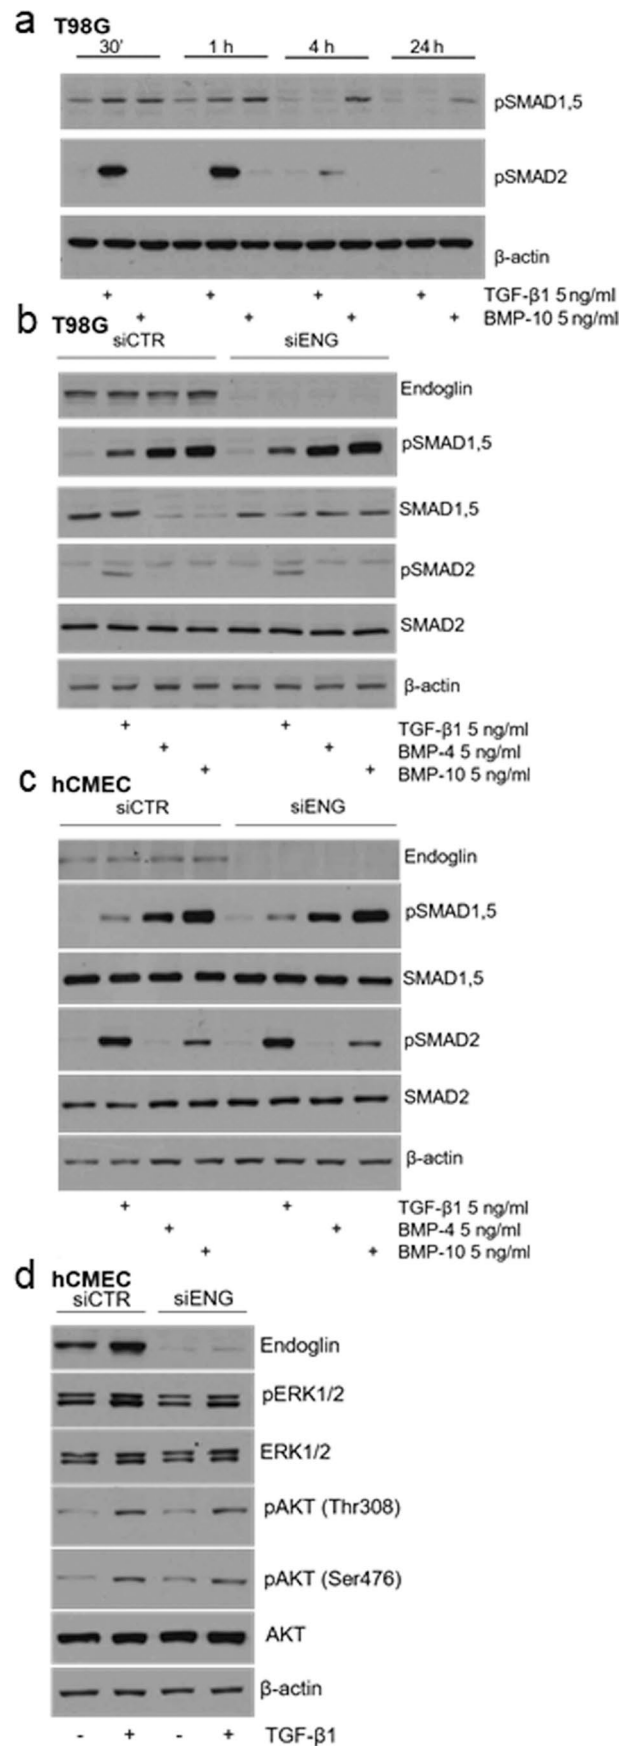 a T98G
30' 1 h 4 h 24 h
pSMAD1,5
pSMAD2
β-actin
+ + + + TGF-β1 5 ng/ml
+ + + + BMP-10 5 ng/ml
b T98G
siCTR siENG
Endoglin
pSMAD1,5
SMAD1,5
pSMAD2
SMAD2
β-actin
+ + TGF-β1 5 ng/ml
+ + BMP-4 5 ng/ml
+ + BMP-10 5 ng/ml
c hCMEC
siCTR siENG
Endoglin
pSMAD1,5
SMAD1,5
pSMAD2
SMAD2
β-actin
+ + TGF-β1 5 ng/ml
+ + BMP-4 5 ng/ml
+ + BMP-10 5 ng/ml
d hCMEC
siCTR siENG
Endoglin
pERK1/2
ERK1/2
pAKT (Thr308)
pAKT (Ser476)
AKT
β-actin
- + - + TGF-β1